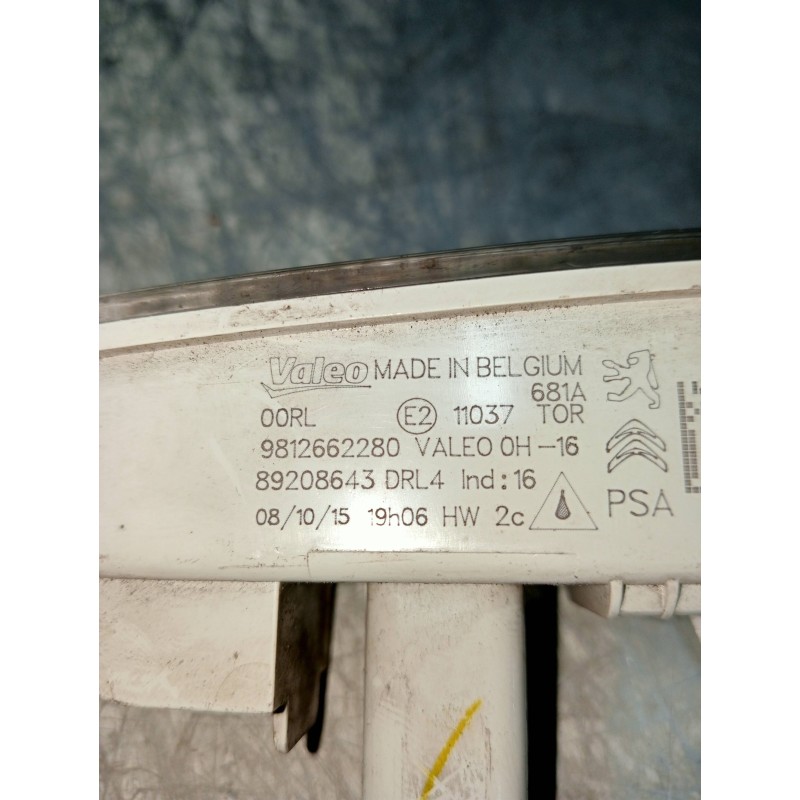 Valeo MADE IN BELGIUM
681A
00RL E2 11037 TOR
9812662280 VALEO 0H-16
89208643 DRL4 Ind:16
08/10/15 19h06 HW 2c PSA